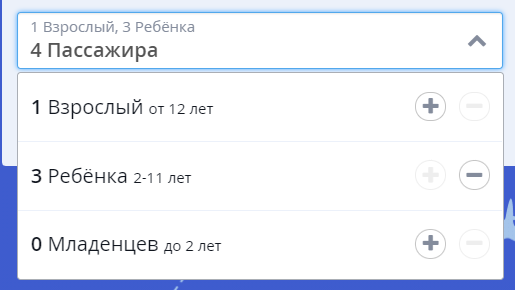 1 Взрослый, 3 Ребёнка
4 Пассажира
1 Взрослый от 12 лет
3 Ребёнка 2-11 лет
0 Младенцев до 2 лет